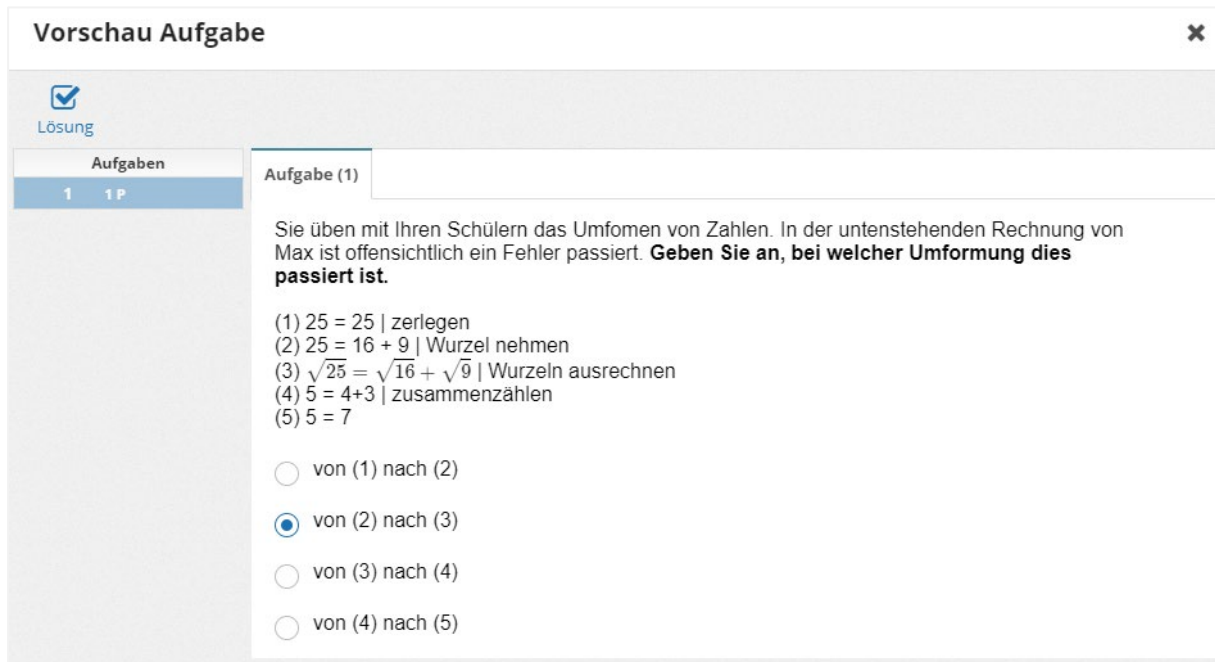 Vorschau Aufgabe
Lösung
Aufgaben
1 1 P
Aufgabe (1)
Sie üben mit Ihren Schülern das Umfomen von Zahlen. In der untenstehenden Rechnung von
Max ist offensichtlich ein Fehler passiert. Geben Sie an, bei welcher Umformung dies
passiert ist.
(1) 25 = 25 | zerlegen
(2) 25 = 16 + 9 | Wurzel nehmen
(3) √25 = √16 + √9 | Wurzeln ausrechnen
(4) 5 = 4+3 | zusammenzählen
(5) 5 = 7
von (1) nach (2)
von (2) nach (3)
von (3) nach (4)
von (4) nach (5)